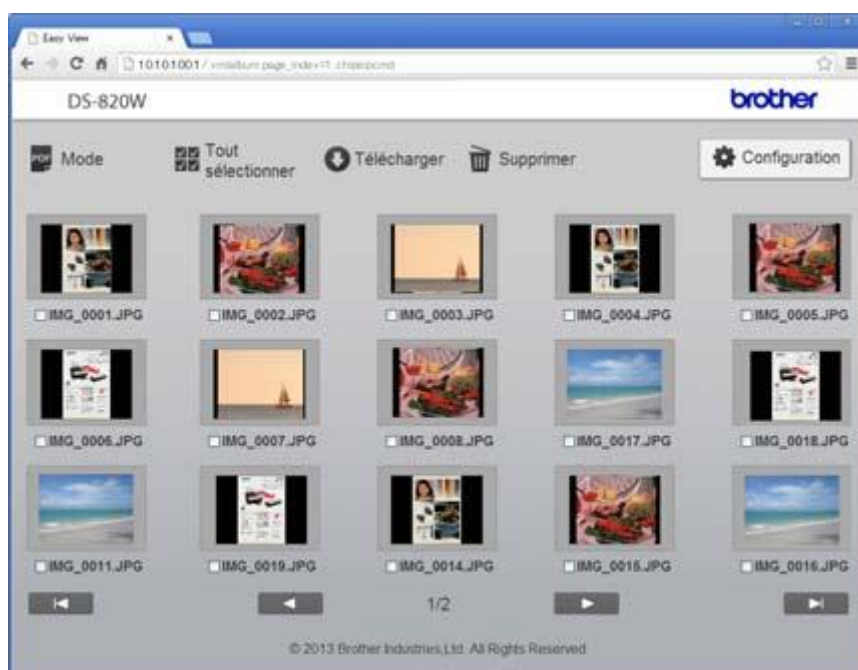 Easy View
10101001/
DS-820W
brother
Mode
Tout
sélectionner
Télécharger
Supprimer
Configuration
IMG_0001.JPG
IMG_0002.JPG
IMG_0003.JPG
IMG_0004.JPG
IMG_0005.JPG
IMG_0006.JPG
IMG_0007.JPG
IMG_0008.JPG
IMG_0017.JPG
IMG_0018.JPG
IMG_0011.JPG
IMG_0019.JPG
IMG_0014.JPG
IMG_0015.JPG
IMG_0016.JPG
1/2
© 2013 Brother Industries,Ltd. All Rights Reserved.